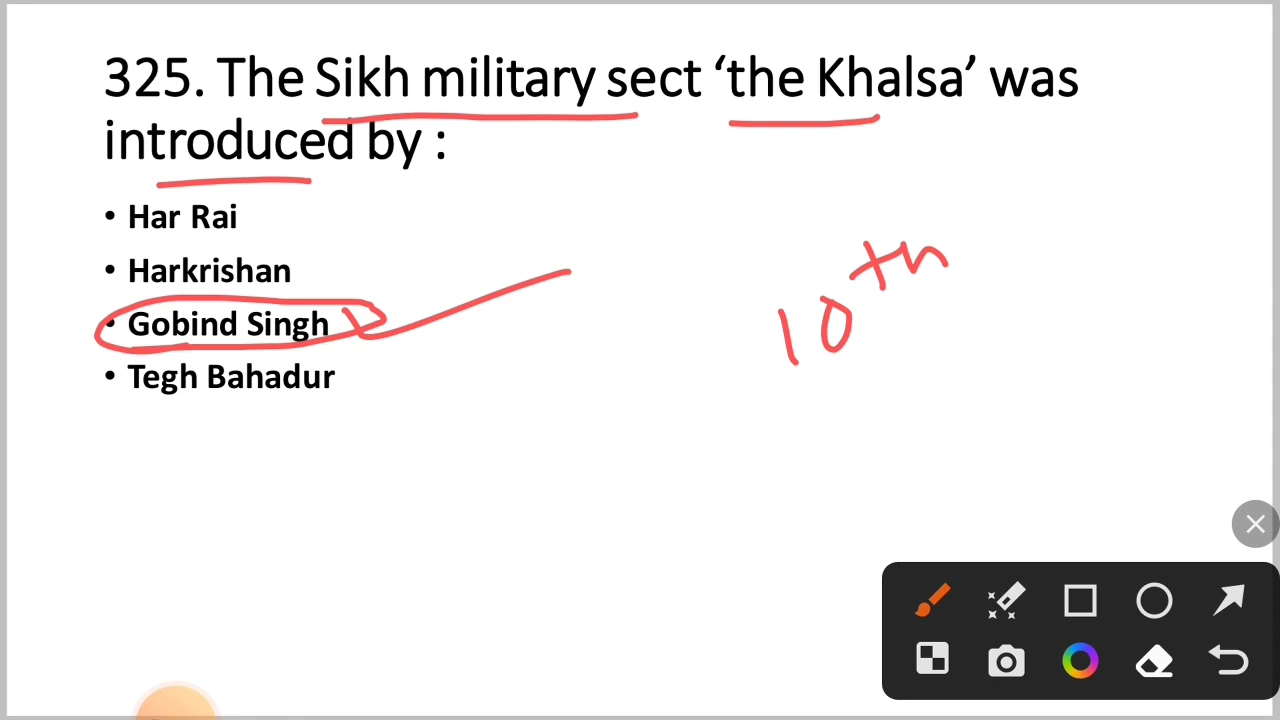 325. The Sikh military sect ‘the Khalsa’ was
introduced by :
• Har Rai
• Harkrishan
• Gobind Singh
• Tegh Bahadur
10th